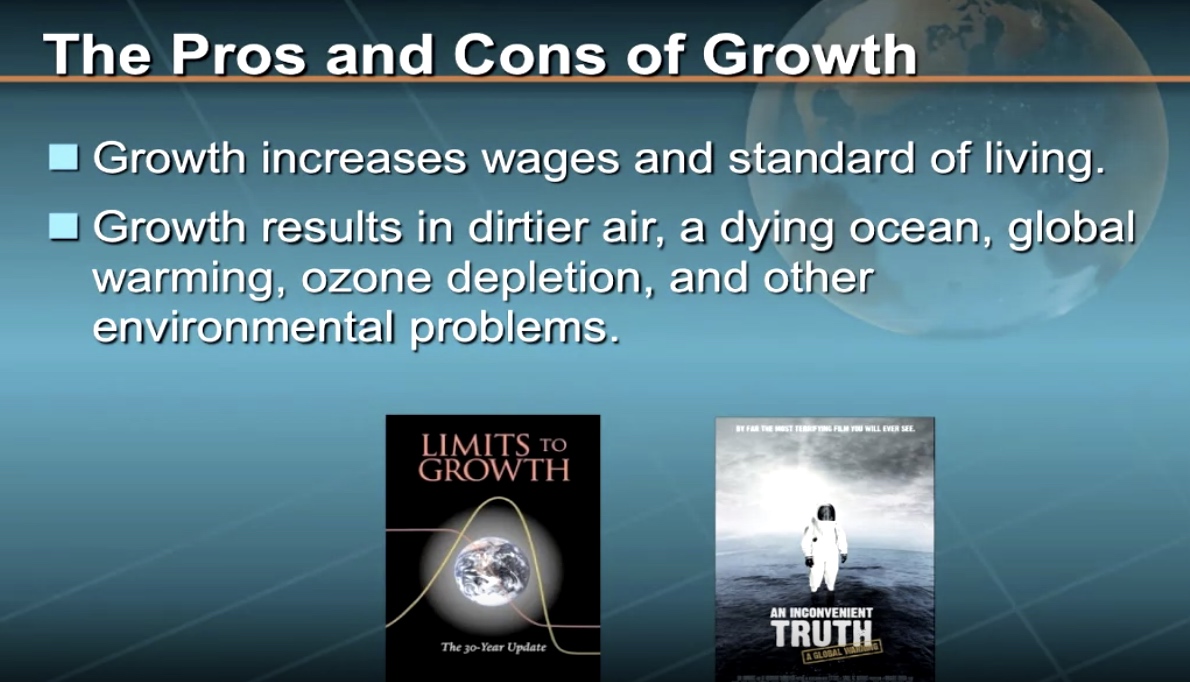 The Pros and Cons of Growth
Growth increases wages and standard of living.
Growth results in dirtier air, a dying ocean, global
warming, ozone depletion, and other
environmental problems.
LIMITS TO
GROWTH
The 30-Year Update
BY FAR THE MOST TERRIFYING FILM YOU WILL EVER SEE.
AN INCONVENIENT
TRUTH
A GLOBAL WARNING